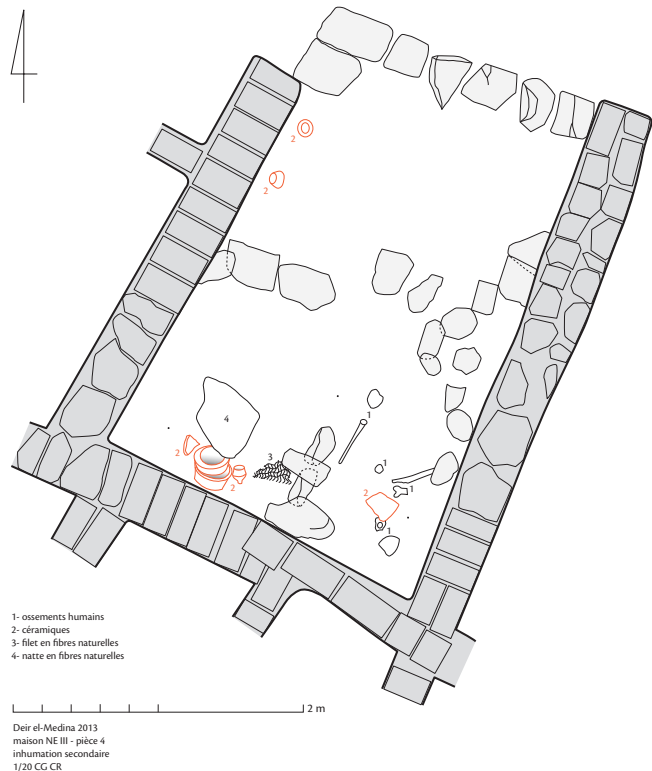 2
2
4
1
3
2
1
1
2
2
1
1- ossements humains
2- céramiques
3- filet en fibres naturelles
4- natte en fibres naturelles
2 m
Deir el-Medina 2013
maison NE III - pièce 4
inhumation secondaire
1/20 CG CR